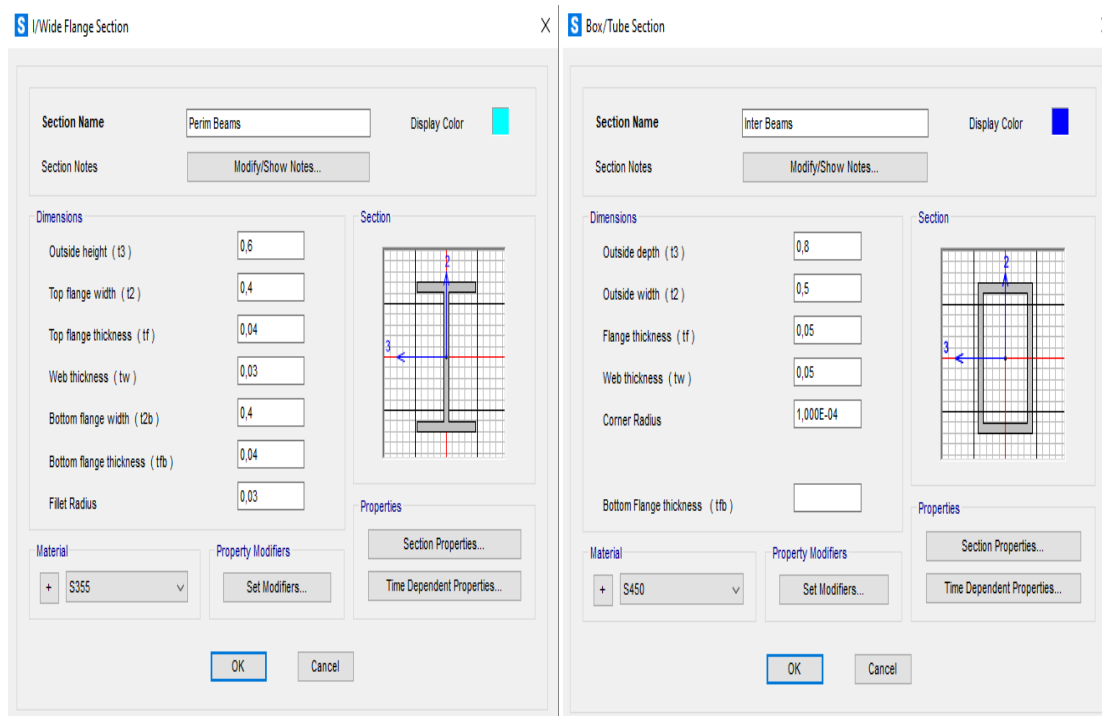 S I/Wide Flange Section X
Section Name Perim Beams Display Color
Section Notes Modify/Show Notes...
Dimensions
Outside height ( t3 ) 0,6
Top flange width ( t2 ) 0,4
Top flange thickness ( tf ) 0,04
Web thickness ( tw ) 0,03
Bottom flange width ( t2b ) 0,4
Bottom flange thickness ( tfb ) 0,04
Fillet Radius 0,03
Section
2
3
Properties
Section Properties...
Time Dependent Properties...
Material
+ S355
Property Modifiers
Set Modifiers...
OK Cancel
S Box/Tube Section
Section Name Inter Beams Display Color
Section Notes Modify/Show Notes...
Dimensions
Outside depth ( t3 ) 0,8
Outside width ( t2 ) 0,5
Flange thickness ( tf ) 0,05
Web thickness ( tw ) 0,05
Corner Radius 1,000E-04
Bottom Flange thickness ( tfb )
Section
2
3
Properties
Section Properties...
Time Dependent Properties...
Material
+ S450
Property Modifiers
Set Modifiers...
OK Cancel